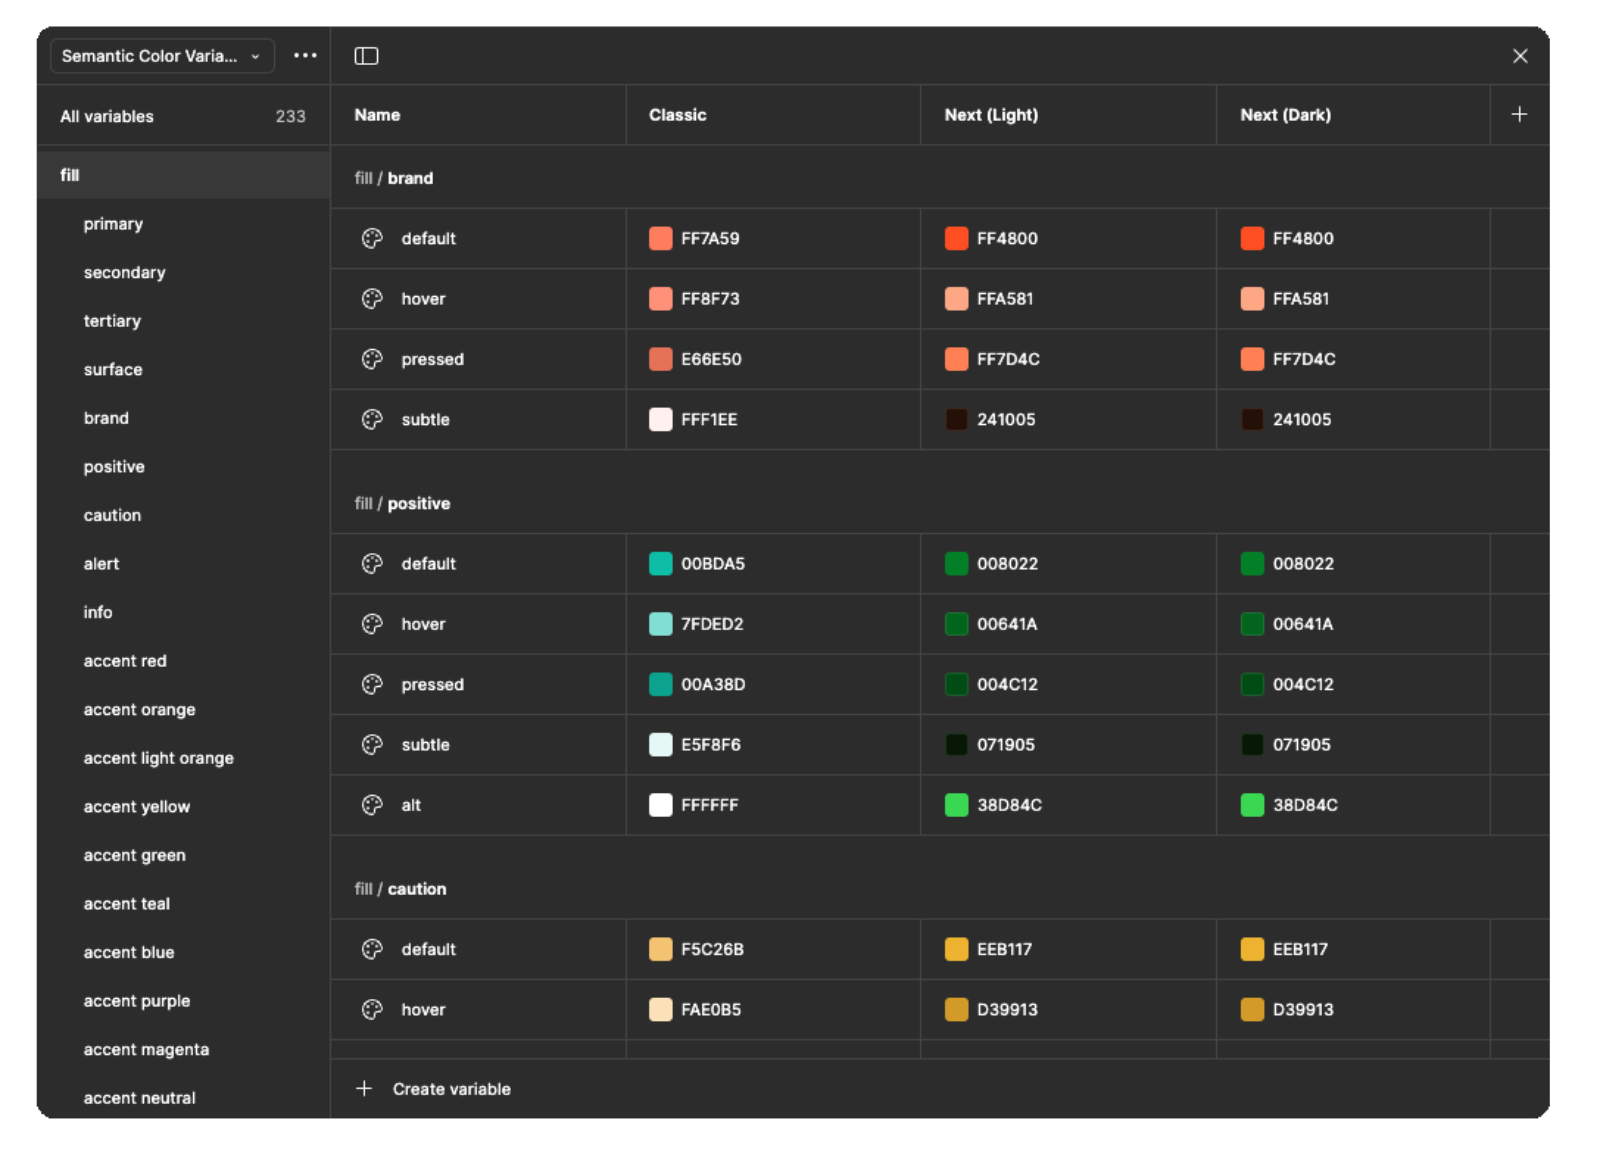 Semantic Color Varia...
All variables 233
fill
primary
secondary
tertiary
surface
brand
positive
caution
alert
info
accent red
accent orange
accent light orange
accent yellow
accent green
accent teal
accent blue
accent purple
accent magenta
accent neutral
Name Classic Next (Light) Next (Dark)
fill / brand
default FF7A59 FF4800 FF4800
hover FF8F73 FFA581 FFA581
pressed E66E50 FF7D4C FF7D4C
subtle FFF1EE 241005 241005
fill / positive
default 00BDA5 008022 008022
hover 7FDED2 00641A 00641A
pressed 00A38D 004C12 004C12
subtle E5F8F6 071905 071905
alt FFFFFF 38D84C 38D84C
fill / caution
default F5C26B EEB117 EEB117
hover FAE0B5 D39913 D39913
Create variable